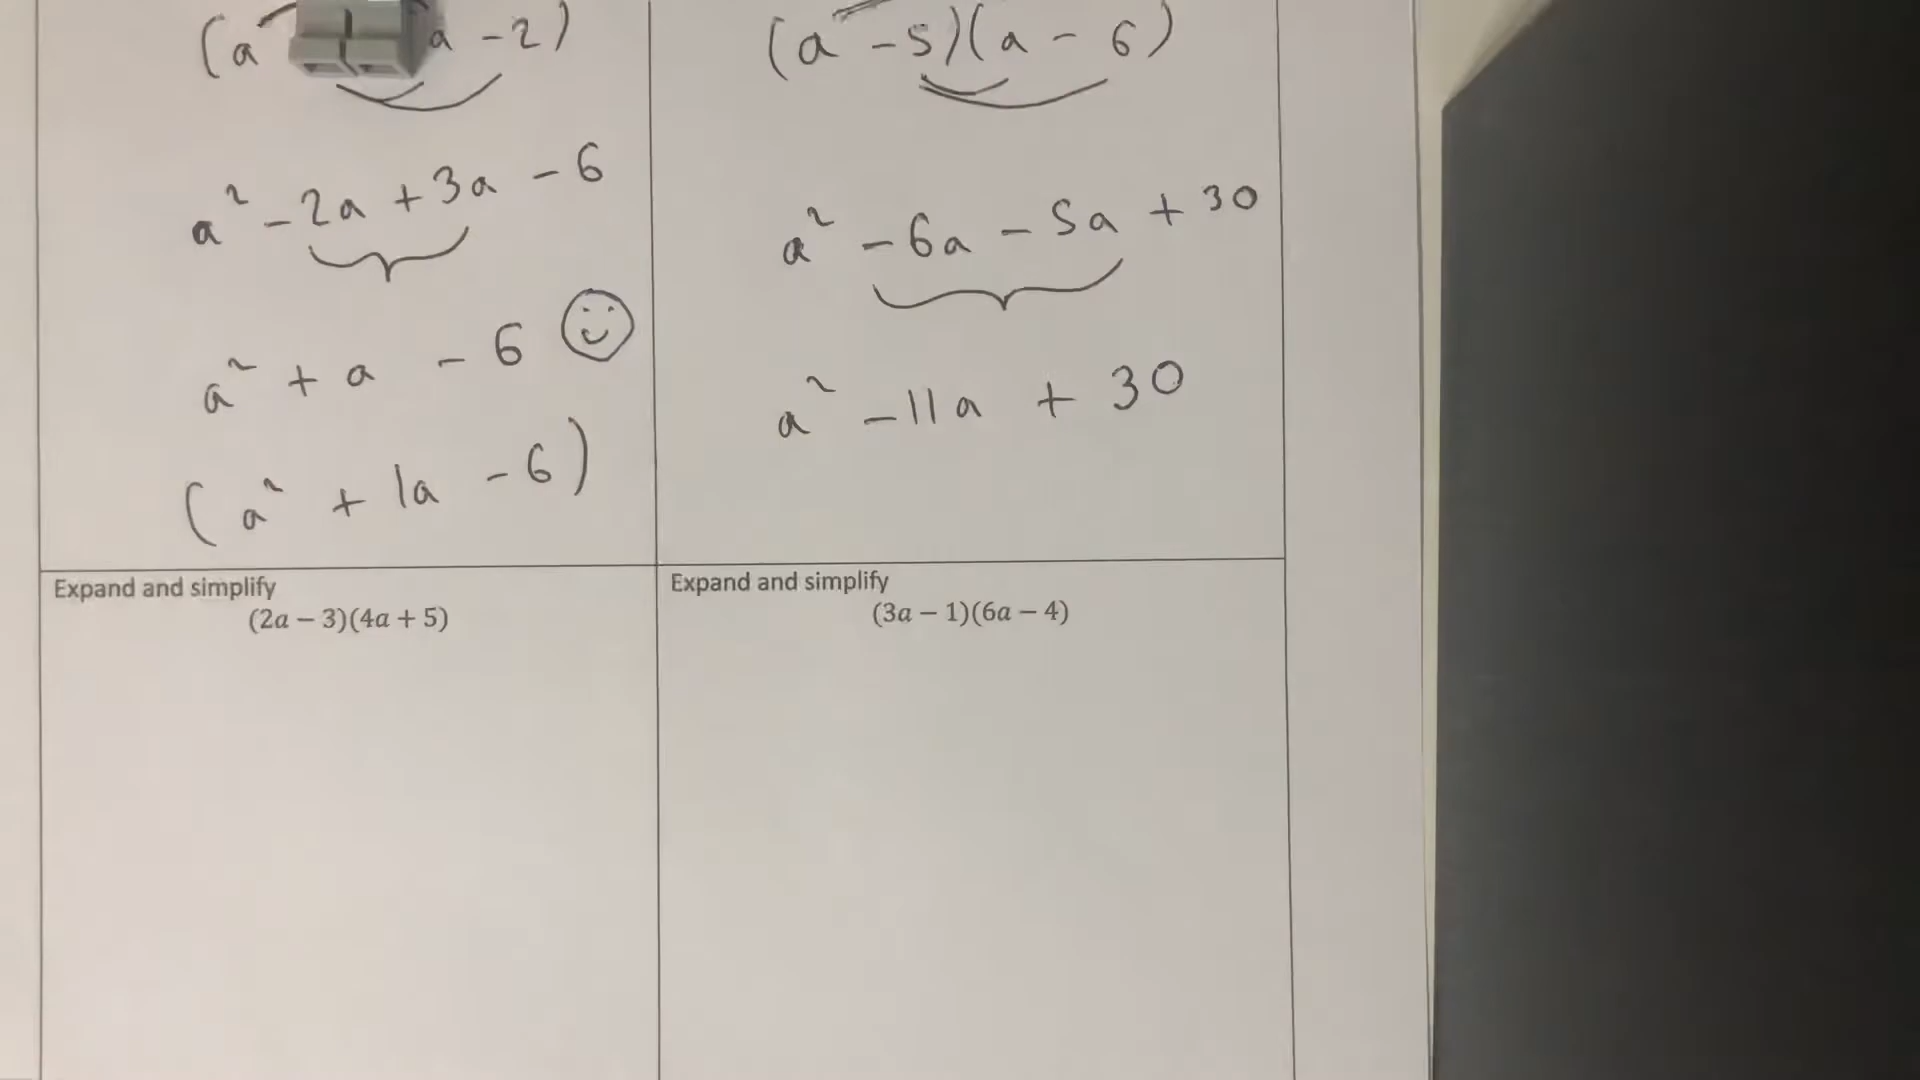 (a a - 2)
a² - 2a + 3a - 6
a² + a - 6
(a² + 1a - 6)
(a - 5)(a - 6)
a² - 6a - 5a + 30
a² - 11a + 30
Expand and simplify
(2a − 3)(4a + 5)
Expand and simplify
(3a − 1)(6a − 4)